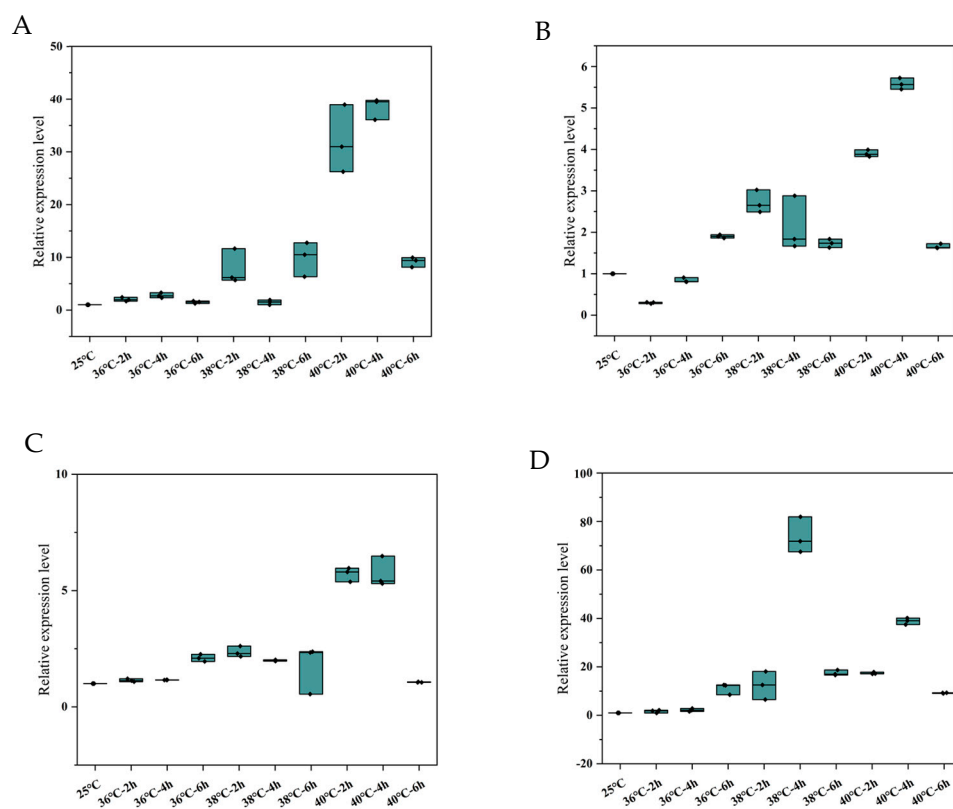 A
Relative expression level
50
40
30
20
10
0
25°C
36°C-2h
36°C-4h
36°C-6h
38°C-2h
38°C-4h
38°C-6h
40°C-2h
40°C-4h
40°C-6h
B
Relative expression level
6
5
4
3
2
1
0
25°C
36°C-2h
36°C-4h
36°C-6h
38°C-2h
38°C-4h
38°C-6h
40°C-2h
40°C-4h
40°C-6h
C
Relative expression level
10
5
0
25°C
36°C-2h
36°C-4h
36°C-6h
38°C-2h
38°C-4h
38°C-6h
40°C-2h
40°C-4h
40°C-6h
D
Relative expression level
100
80
60
40
20
0
-20
25°C
36°C-2h
36°C-4h
36°C-6h
38°C-2h
38°C-4h
38°C-6h
40°C-2h
40°C-4h
40°C-6h